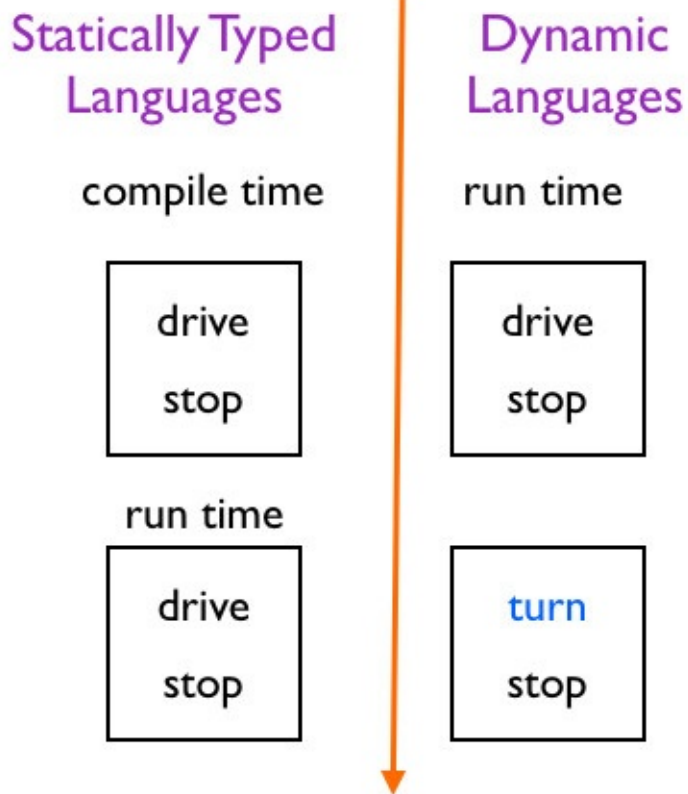 Statically Typed
Languages
compile time
drive
stop
run time
drive
stop
Dynamic
Languages
run time
drive
stop
turn
stop